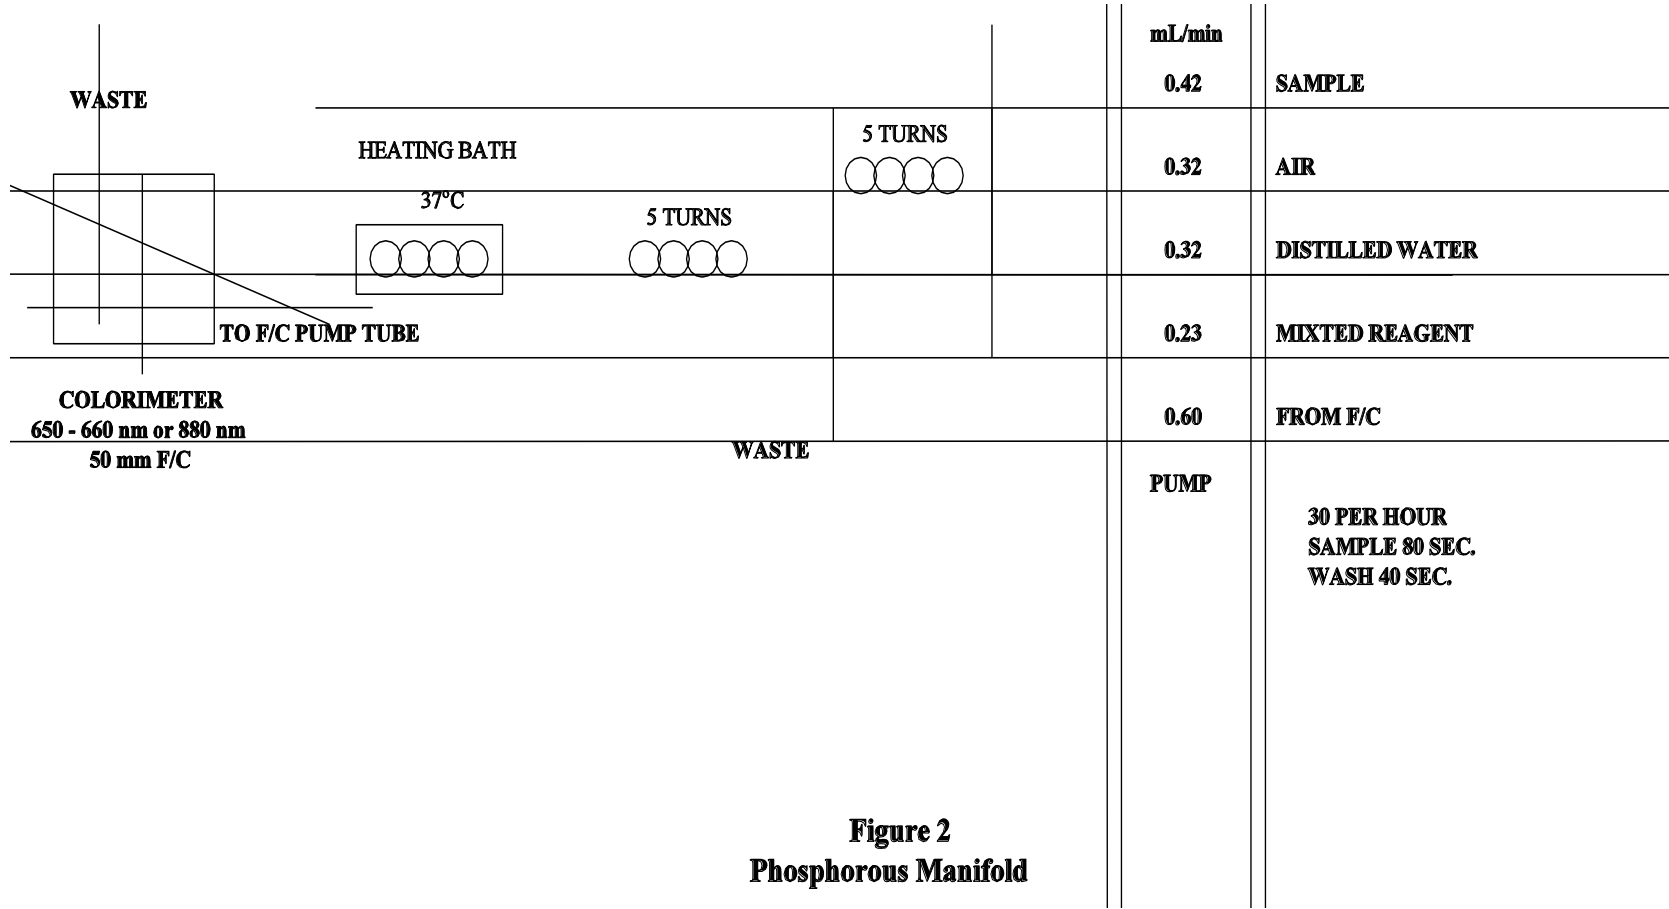 mL/min
WASTE
0.42 SAMPLE
HEATING BATH
5 TURNS
0.32 AIR
37°C
5 TURNS
0.32 DISTILLED WATER
TO F/C PUMP TUBE
0.23 MIXTED REAGENT
COLORIMETER
650 - 660 nm or 880 nm
50 mm F/C
0.60 FROM F/C
WASTE
PUMP
30 PER HOUR
SAMPLE 80 SEC.
WASH 40 SEC.
Figure 2
Phosphorous Manifold